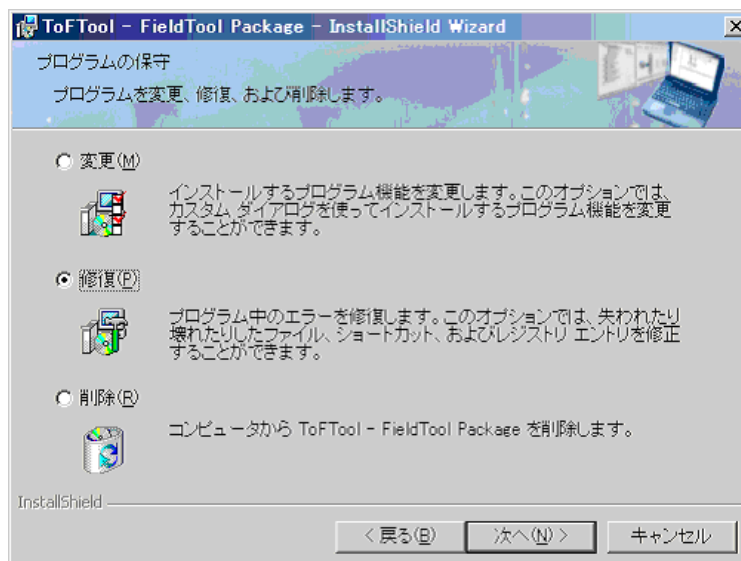 ToFTool - FieldTool Package - InstallShield Wizard
プログラムの保守
プログラムを変更、修復、および削除します。
変更(M)
インストールするプログラム機能を変更します。このオプションでは、
カスタム ダイアログを使ってインストールするプログラム機能を変更
することができます。
修復(P)
プログラム中のエラーを修復します。このオプションでは、失われたり
壊れたりしたファイル、ショートカット、およびレジストリ エントリを修正
することができます。
削除(R)
コンピュータから ToFTool - FieldTool Package を削除します。
InstallShield
< 戻る(B)
次へ(N) >
キャンセル